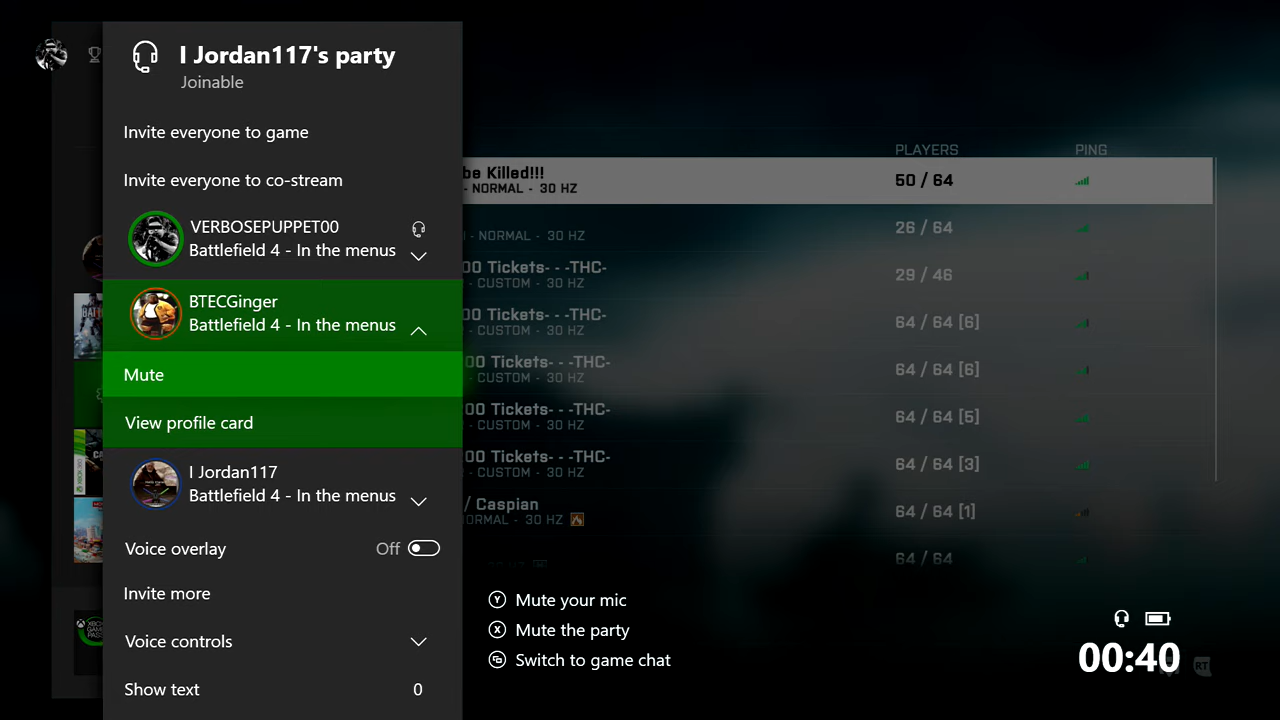 I Jordan117's party
Joinable
Invite everyone to game
Invite everyone to co-stream
VERBOSEPUPPET00
Battlefield 4 - In the menus
BTECGinger
Battlefield 4 - In the menus
Mute
View profile card
I Jordan117
Battlefield 4 - In the menus
Voice overlay Off
Invite more
Voice controls
Show text 0
PLAYERS PING
be Killed!!! 50 / 64
- NORMAL - 30 HZ
26 / 64
- NORMAL - 30 HZ
00 Tickets- - -THC- 29 / 46
- CUSTOM - 30 HZ
00 Tickets- - -THC- 64 / 64 [6]
- CUSTOM - 30 HZ
00 Tickets- - -THC- 64 / 64 [6]
- CUSTOM - 30 HZ
00 Tickets- - -THC- 64 / 64 [5]
- CUSTOM - 30 HZ
00 Tickets- - -THC- 64 / 64 [3]
- CUSTOM - 30 HZ
/ Caspian 64 / 64 [1]
ORMAL - 30 HZ
64 / 64
Y Mute your mic
X Mute the party
Switch to game chat
00:40
RT